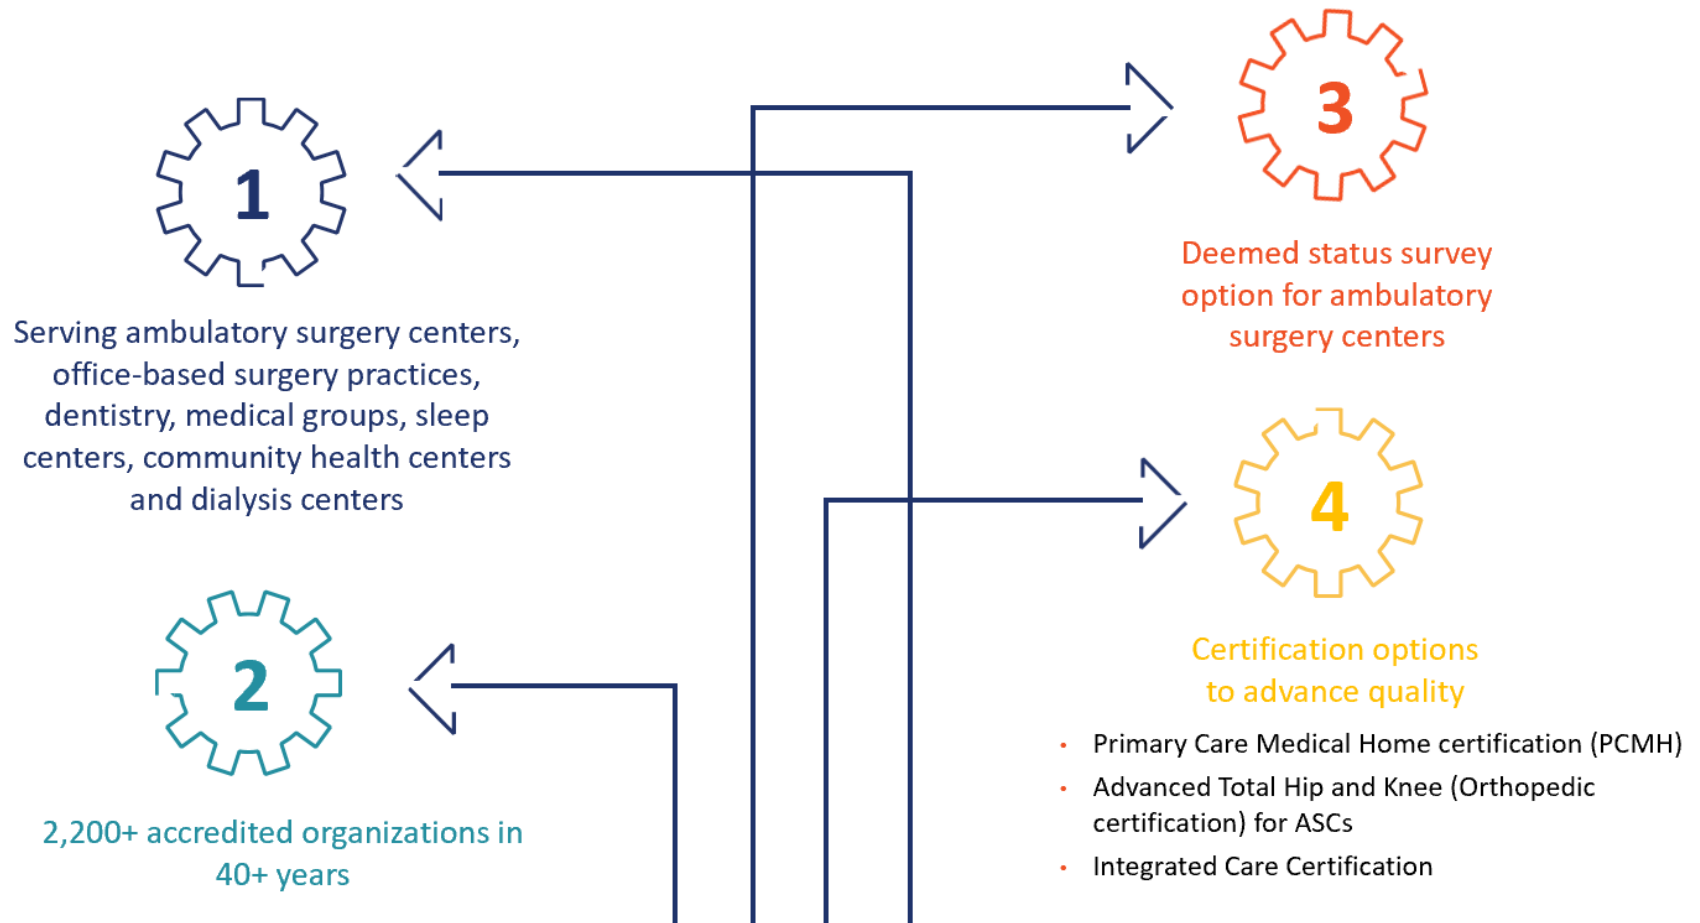 1
Serving ambulatory surgery centers,
office-based surgery practices,
dentistry, medical groups, sleep
centers, community health centers
and dialysis centers
2
2,200+ accredited organizations in
40+ years
3
Deemed status survey
option for ambulatory
surgery centers
4
Certification options
to advance quality
• Primary Care Medical Home certification (PCMH)
• Advanced Total Hip and Knee (Orthopedic
certification) for ASCs
• Integrated Care Certification